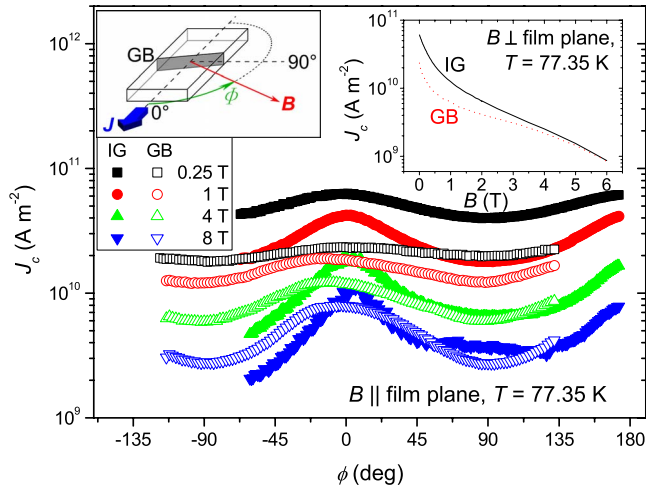 10^12
10^11
10^10
10^9
J_c (A m^-2)
GB
90°
B
ϕ
0°
J
IG GB
0.25 T
1 T
4 T
8 T
10^11
10^10
10^9
J_c (A m^-2)
B ⊥ film plane,
T = 77.35 K
IG
GB
0 1 2 3 4 5 6
B (T)
B || film plane, T = 77.35 K
-135 -90 -45 0 45 90 135 180
ϕ (deg)